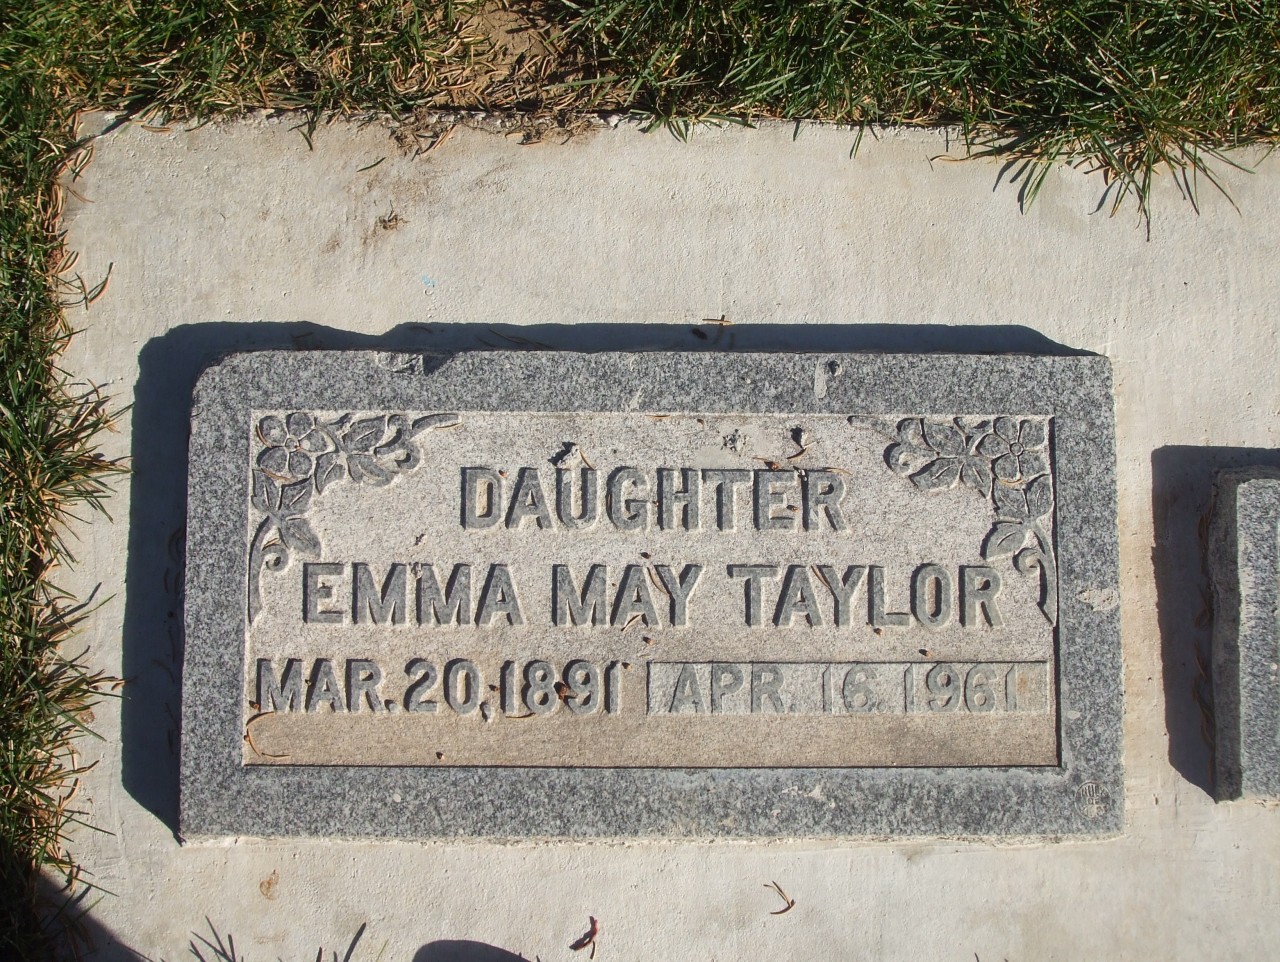 DAUGHTER
EMMA MAY TAYLOR
MAR. 20, 1891 APR. 16, 1961